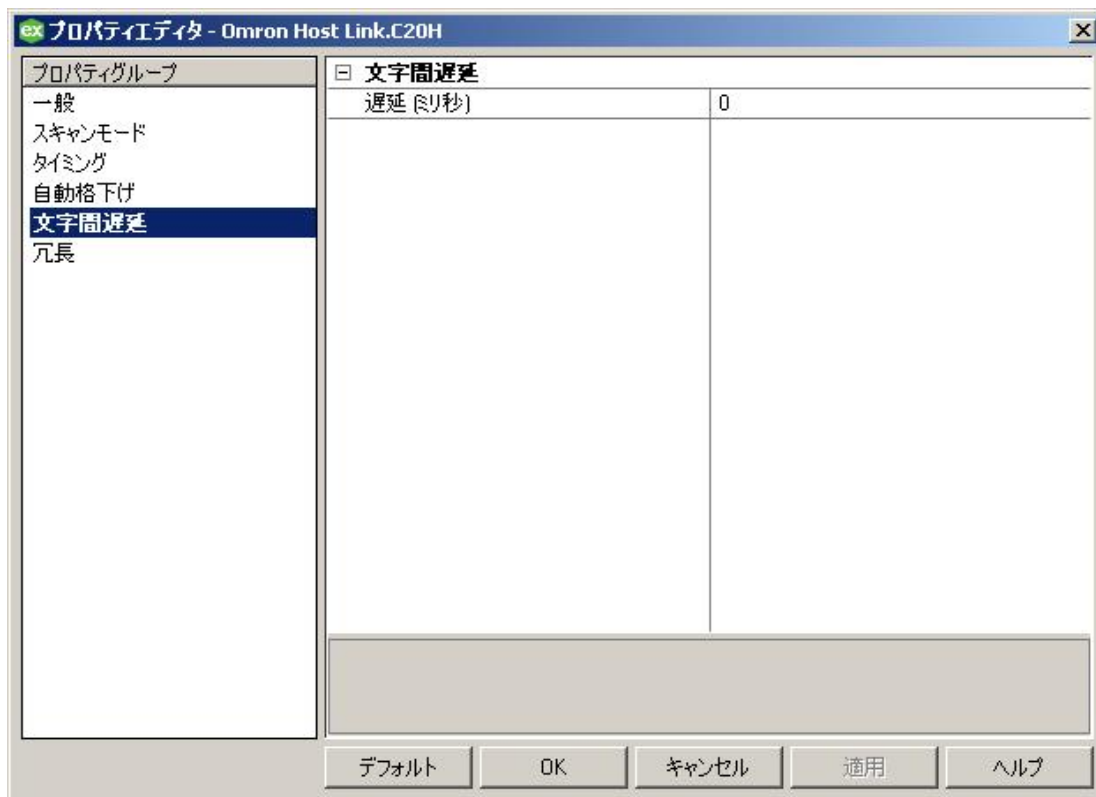 ex プロパティエディタ - Omron Host Link.C20H
プロパティグループ
一般
スキャンモード
タイミング
自動格下げ
文字間遅延
冗長
文字間遅延
遅延 (ミリ秒) 0
デフォルト OK キャンセル 適用 ヘルプ